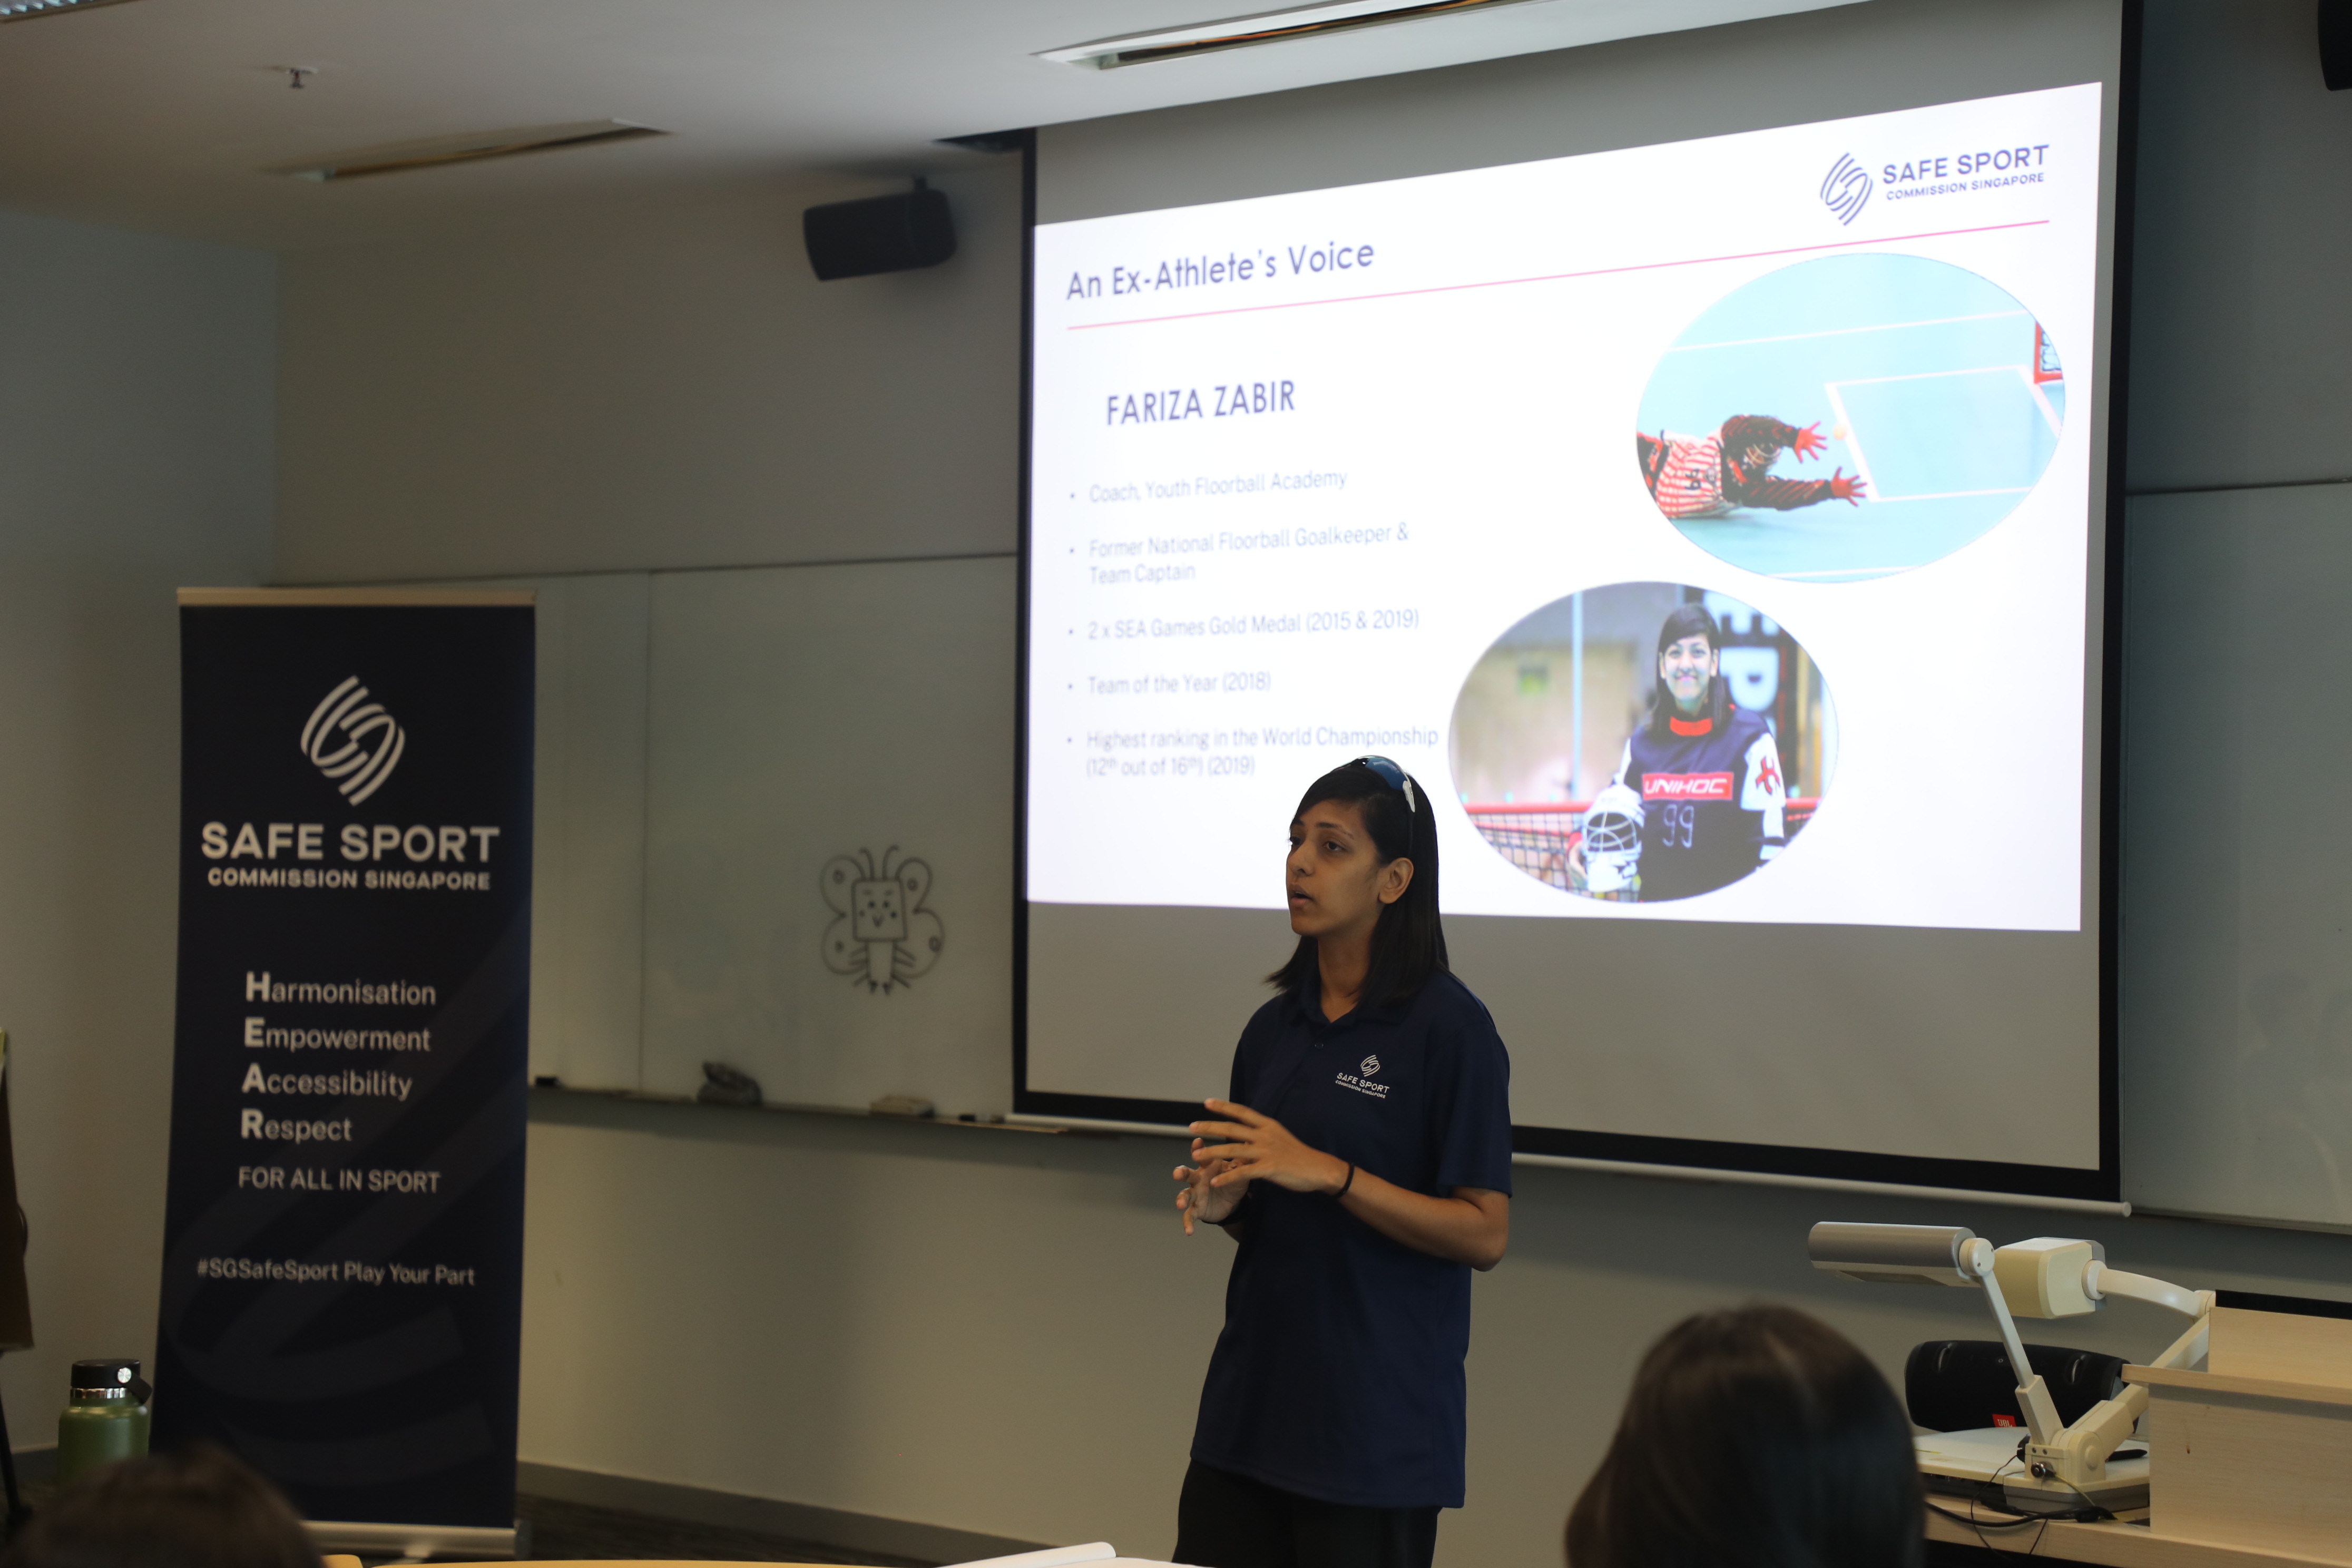 SAFE SPORT
COMMISSION SINGAPORE
An Ex-Athlete's Voice
FARIZA ZABIR
• Coach, Youth Floorball Academy
• Former National Floorball Goalkeeper &
Team Captain
• 2 x SEA Games Gold Medal (2015 & 2019)
• Team of the Year (2018)
• Highest ranking in the World Championship
(12th out of 16th) (2019)
UNIHOC
99
SAFE SPORT
COMMISSION SINGAPORE
Harmonisation
Empowerment
Accessibility
Respect
FOR ALL IN SPORT
#SGSafeSport Play Your Part
SAFE SPORT
COMMISSION SINGAPORE
JBL